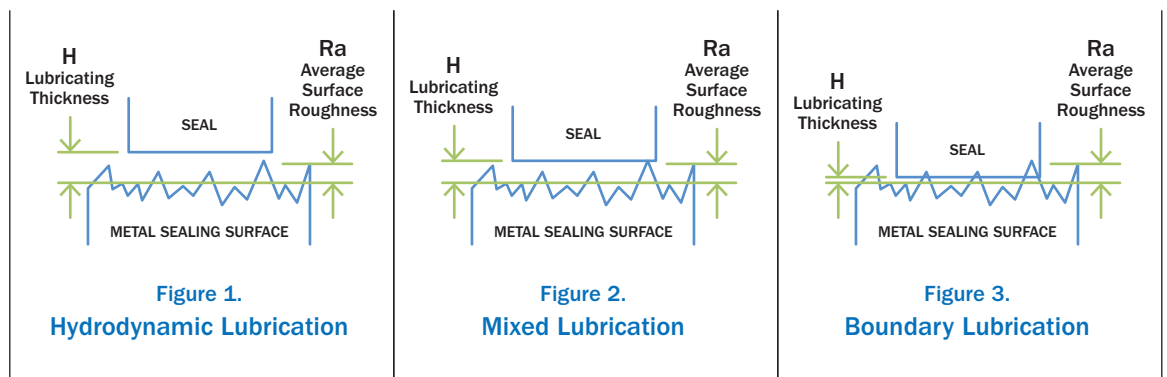 H
Lubricating
Thickness
Ra
Average
Surface
Roughness
SEAL
METAL SEALING SURFACE
Figure 1.
Hydrodynamic Lubrication
H
Lubricating
Thickness
Ra
Average
Surface
Roughness
SEAL
METAL SEALING SURFACE
Figure 2.
Mixed Lubrication
H
Lubricating
Thickness
Ra
Average
Surface
Roughness
SEAL
METAL SEALING SURFACE
Figure 3.
Boundary Lubrication